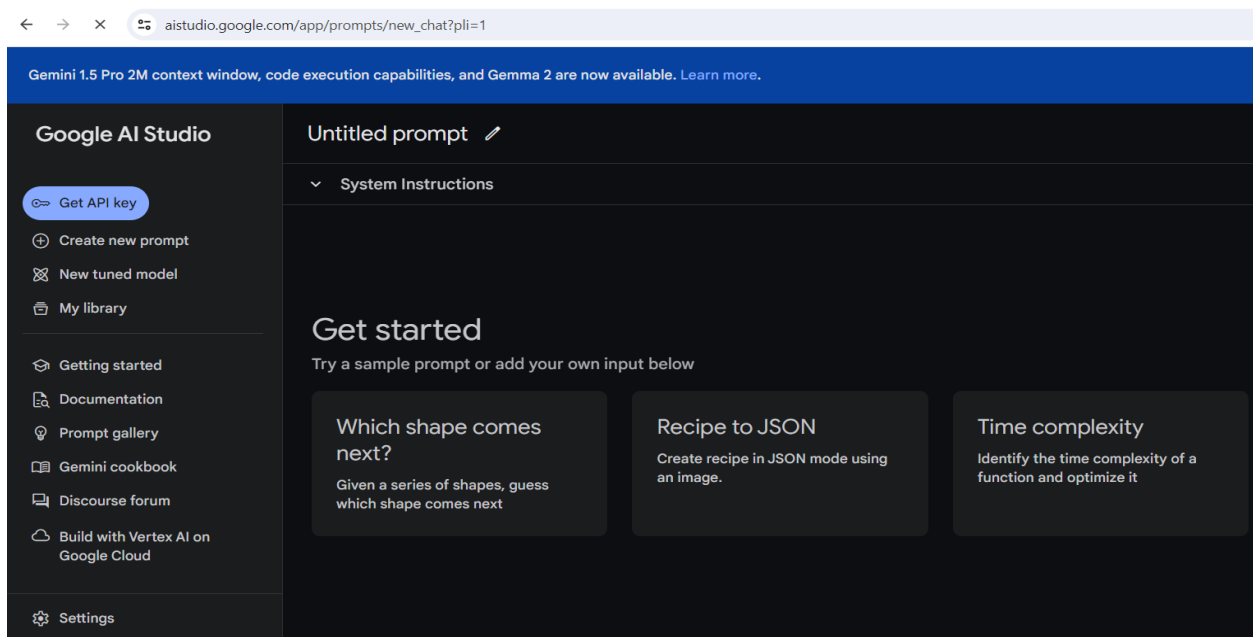 aistudio.google.com/app/prompts/new_chat?pli=1
Gemini 1.5 Pro 2M context window, code execution capabilities, and Gemma 2 are now available. Learn more.
Google AI Studio
Get API key
Create new prompt
New tuned model
My library
Getting started
Documentation
Prompt gallery
Gemini cookbook
Discourse forum
Build with Vertex AI on
Google Cloud
Settings
Untitled prompt
System Instructions
Get started
Try a sample prompt or add your own input below
Which shape comes
next?
Given a series of shapes, guess
which shape comes next
Recipe to JSON
Create recipe in JSON mode using
an image.
Time complexity
Identify the time complexity of a
function and optimize it